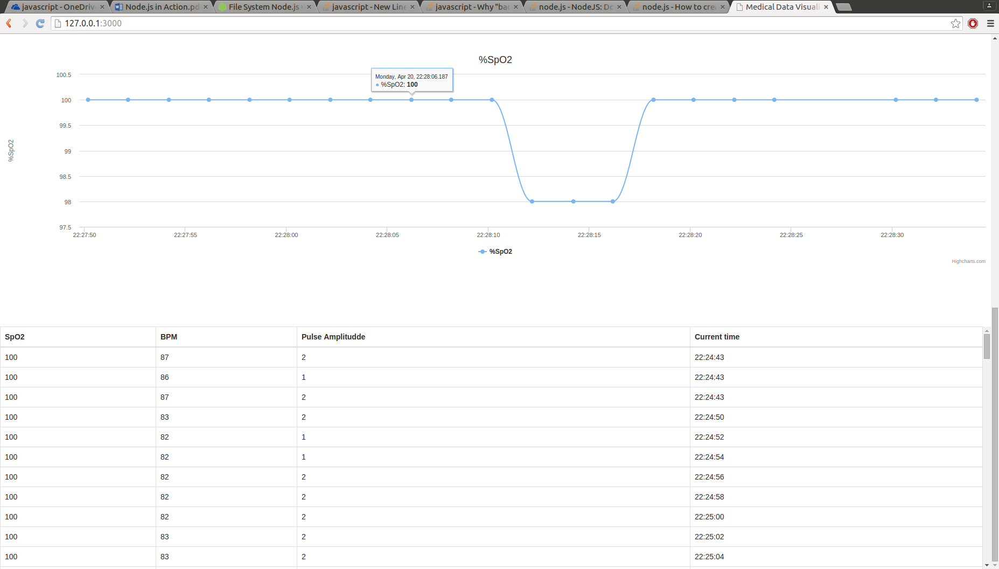 javascript - OneDriv Node.js in Action.pd File System Node.js v javascript - New Line javascript - Why "bac node.js - NodeJS: Do node.js - How to crea Medical Data Visuali
127.0.0.1:3000
%SpO2
100.5
Monday, Apr 20, 22:28:06.187
%SpO2: 100
100
99.5
99
98.5
98
97.5
%SpO2
22:27:50 22:27:55 22:28:00 22:28:05 22:28:10 22:28:15 22:28:20 22:28:25 22:28:30
%SpO2
Highcharts.com
SpO2 BPM Pulse Amplitudde Current time
100 87 2 22:24:43
100 86 1 22:24:43
100 87 2 22:24:43
100 83 2 22:24:50
100 82 1 22:24:52
100 82 1 22:24:54
100 82 2 22:24:56
100 82 2 22:24:58
100 82 2 22:25:00
100 83 2 22:25:02
100 83 2 22:25:04